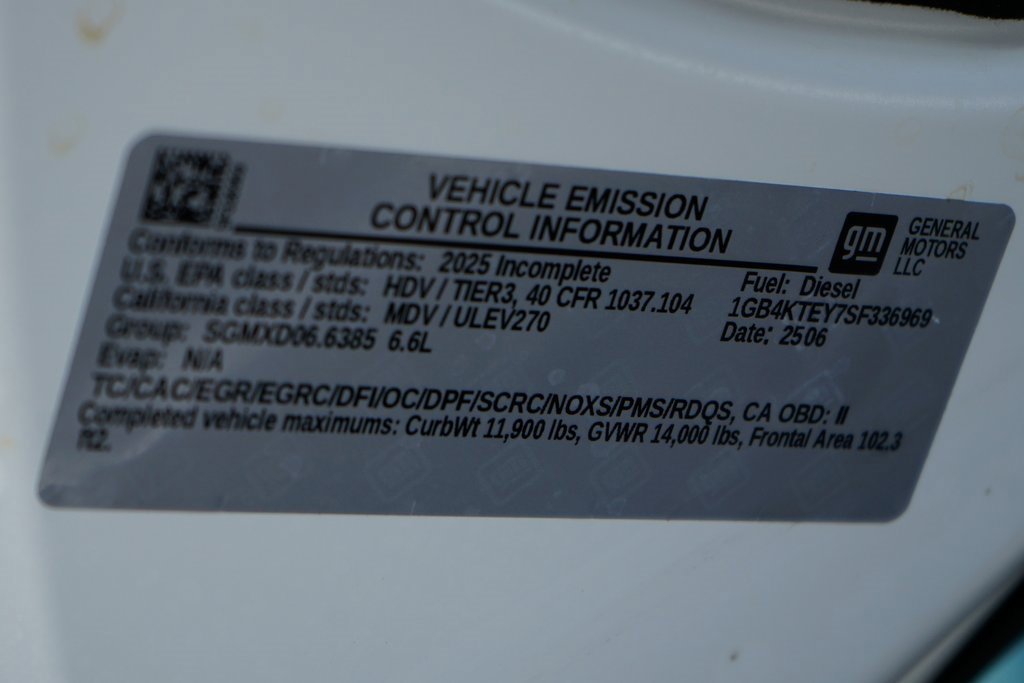 VEHICLE EMISSION
CONTROL INFORMATION
gm
GENERAL
MOTORS
LLC
Conforms to Regulations: 2025 Incomplete
U.S. EPA class / stds: HDV / TIER3, 40 CFR 1037.104
California class / stds: MDV / ULEV270
Group: SGMXD06.6385 6.6L
Evap: N/A
Fuel: Diesel
1GB4KTEY7SF336969
Date: 2506
TC/CAC/EGR/EGRC/DFI/OC/DPF/SCRC/NOXS/PMS/RDQS, CA OBD: II
Completed vehicle maximums: CurbWt 11,900 lbs, GVWR 14,000 lbs, Frontal Area 102.3
ft2.